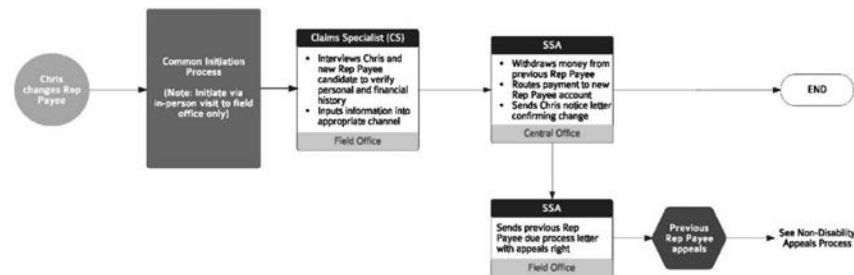 Chris
changes Rep
Payee
Common Initiation
Process
(Note: Initiate via
in-person visit to field
office only)
Claims Specialist (CS)
• Interviews Chris and
new Rep Payee
candidate to verify
personal and financial
history
• Inputs information into
appropriate channel
Field Office
SSA
• Withdraws money from
previous Rep Payee
• Routes payment to new
Rep Payee account
• Sends Chris notice letter
confirming change
Central Office
END
SSA
Sends previous Rep
Payee due process letter
with appeals right
Field Office
Previous
Rep Payee
appeals
See Non-Disability
Appeals Process